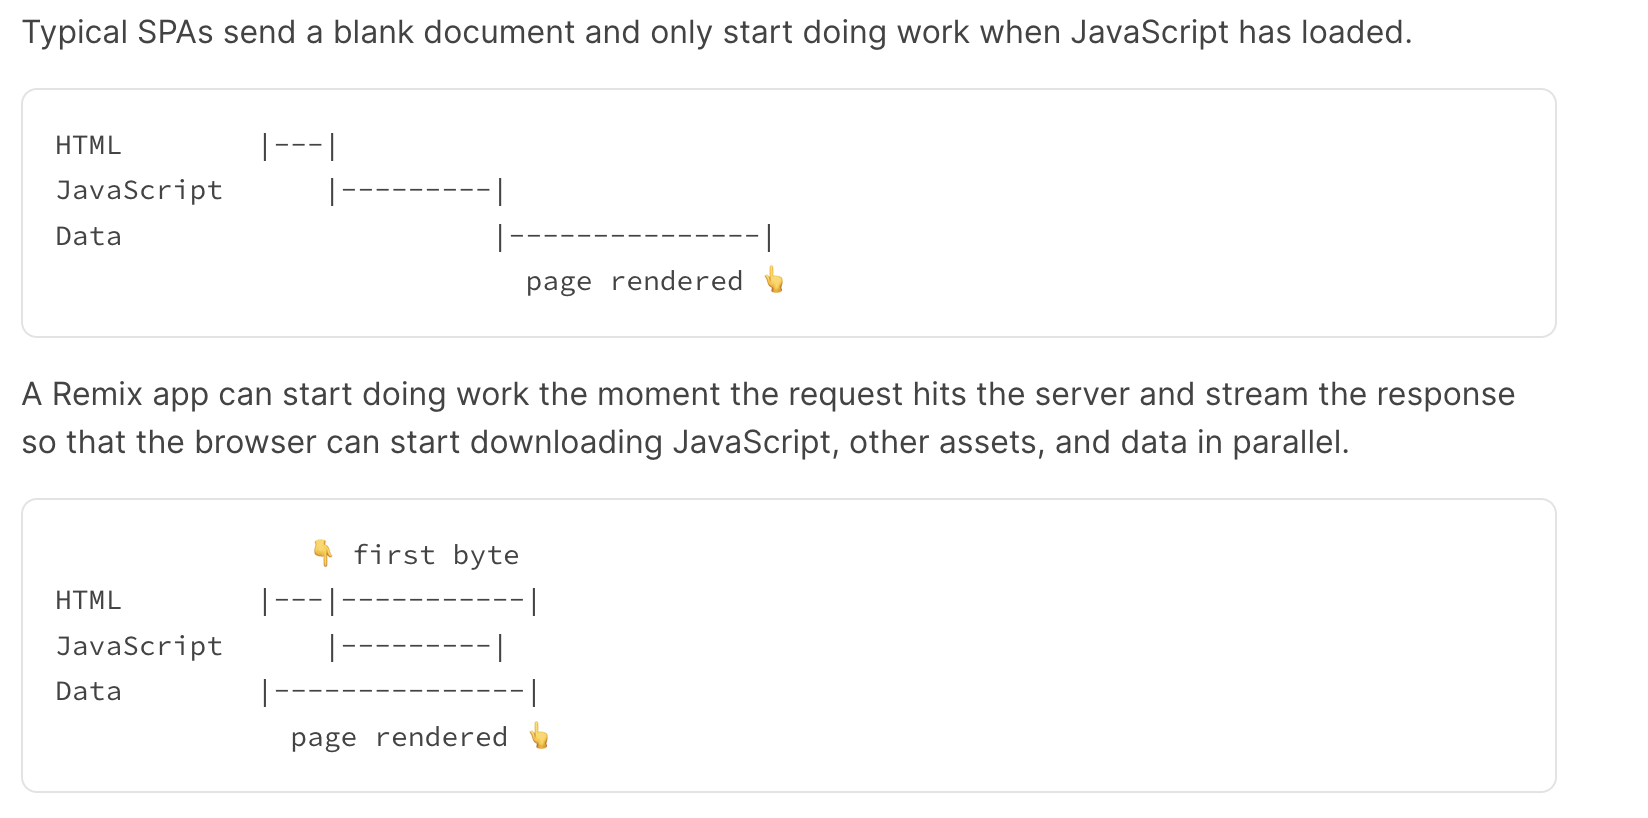 Typical SPAs send a blank document and only start doing work when JavaScript has loaded.
HTML        |---|
JavaScript      |---------|
Data                      |---------------|
                            page rendered 👆
A Remix app can start doing work the moment the request hits the server and stream the response
so that the browser can start downloading JavaScript, other assets, and data in parallel.
               👇 first byte
HTML        |---|-----------|
JavaScript      |---------|
Data        |---------------|
              page rendered 👆